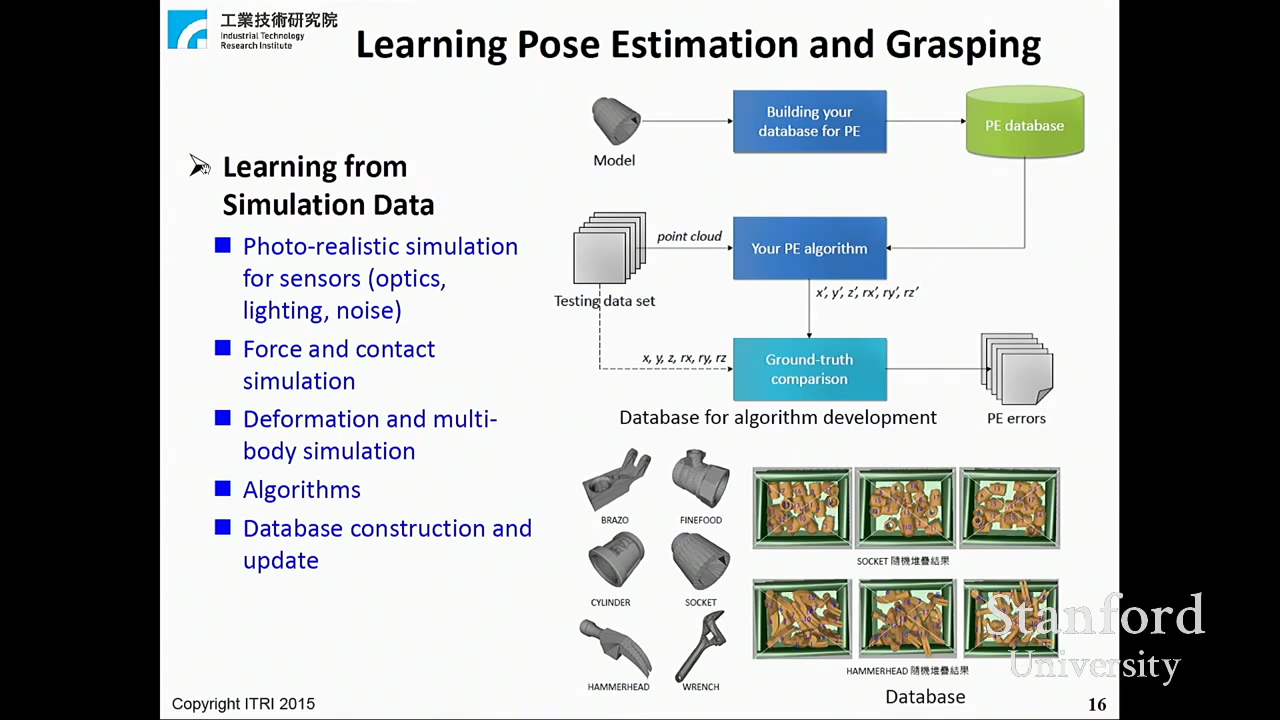 工業技術研究院
Industrial Technology
Research Institute
Learning Pose Estimation and Grasping
Learning from
Simulation Data
Photo-realistic simulation
for sensors (optics,
lighting, noise)
Force and contact
simulation
Deformation and multi-
body simulation
Algorithms
Database construction and
update
Model
Building your
database for PE
PE database
Testing data set
point cloud
Your PE algorithm
x’, y’, z’, rx’, ry’, rz’
x, y, z, rx, ry, rz
Ground-truth
comparison
PE errors
Database for algorithm development
BRAZO
FINEFOOD
CYLINDER
SOCKET
HAMMERHEAD
WRENCH
SOCKET 隨機堆疊結果
HAMMERHEAD 隨機堆疊結果
Database
Stanford
University
Copyright ITRI 2015
16